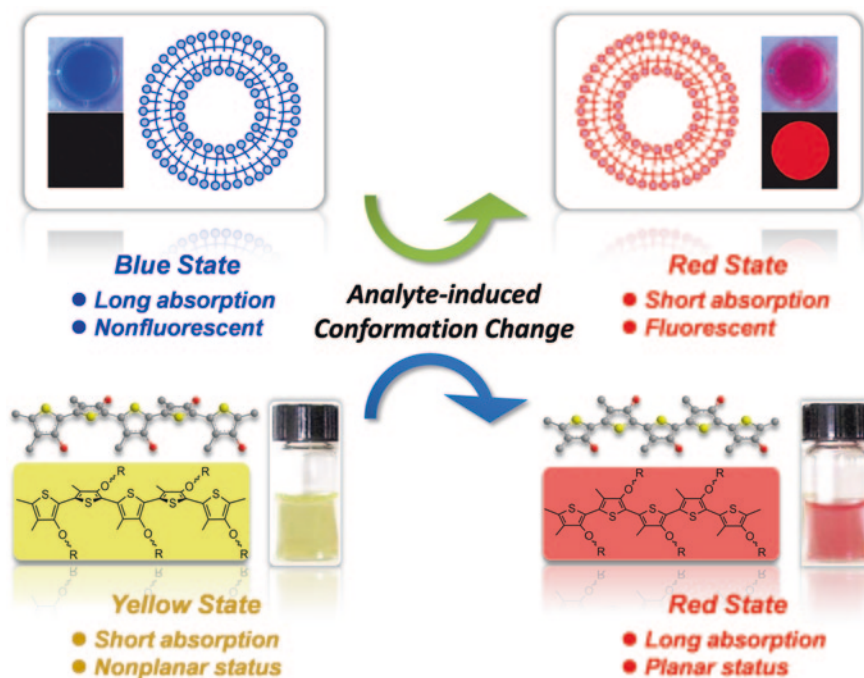 Blue State
Long absorption
Nonfluorescent
Analyte-induced
Conformation Change
Red State
Short absorption
Fluorescent
R
O
S
S
S
S
S
O
O
O
R
R
R
R
O
R
O
S
S
S
S
S
O
O
O
R
R
R
Yellow State
Short absorption
Nonplanar status
Red State
Long absorption
Planar status